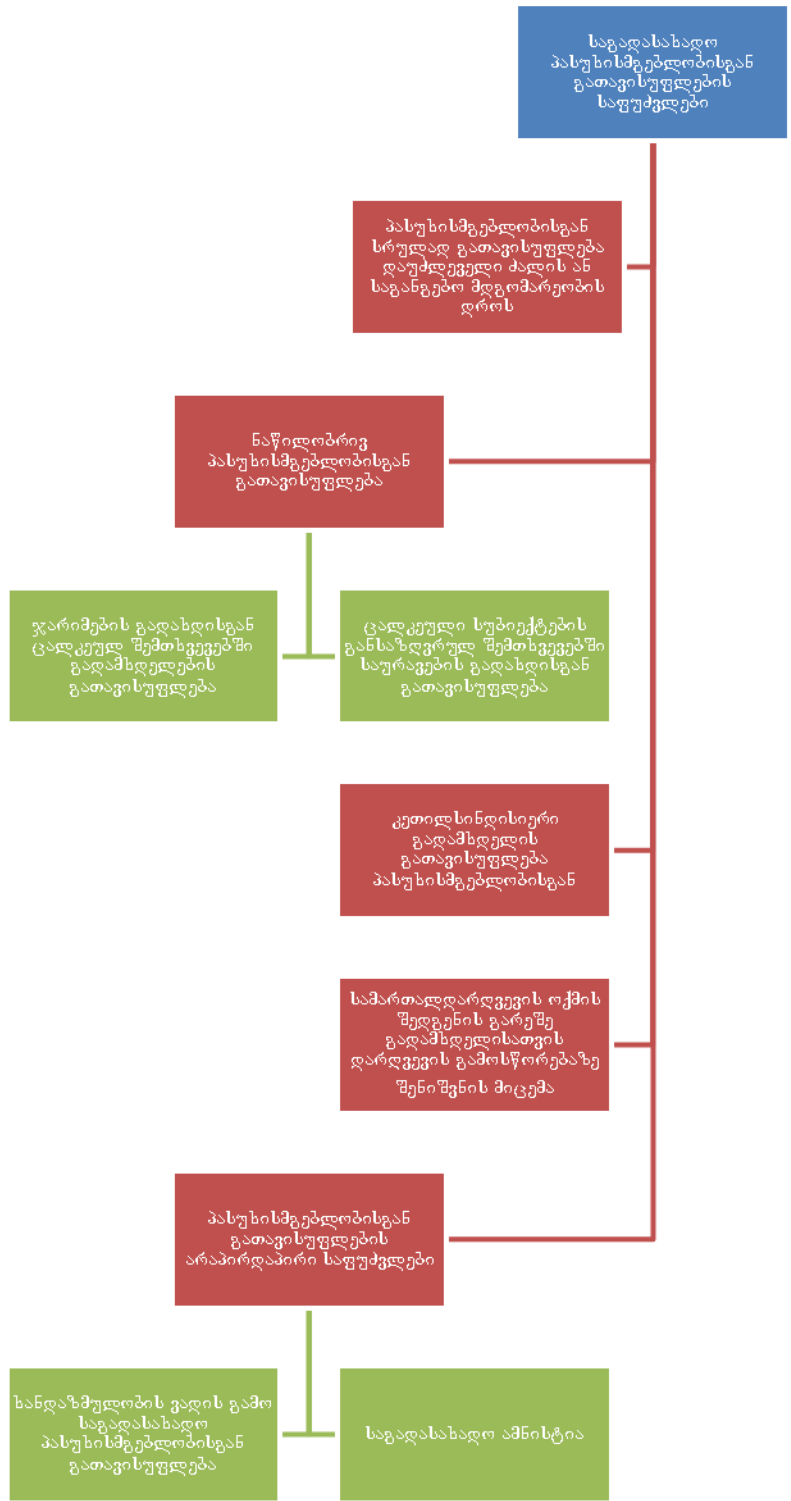 საგადასახადო
პასუხისმგებლობისგან
გათავისუფლების
საფუძვლები
პასუხისმგებლობისგან
სრულად გათავისუფლება
დაუძლეველი ძალის ან
საგანგებო მდგომარეობის
დროს
ნაწილობრივ
პასუხისმგებლობისგან
გათავისუფლება
ჯარიმების გადახდისგან
ცალკეულ შემთხვევებში
გადამხდელების
გათავისუფლება
ცალკეული სუბიექტების
განსაზღვრულ შემთხვევებში
საურავების გადახდისგან
გათავისუფლება
კეთილსინდისიერი
გადამხდელის
გათავისუფლება
პასუხისმგებლობისგან
სამართალდარღვევის ოქმის
შედგენის გარეშე
გადამხდელისათვის
დარღვევის გამოსწორებაზე
შენიშვნის მიცემა
პასუხისმგებლობისგან
გათავისუფლების
არაპირდაპირი საფუძვლები
ხანდაზმულობის ვადის გამო
საგადასახადო
პასუხისმგებლობისგან
გათავისუფლება
საგადასახადო ამნისტია